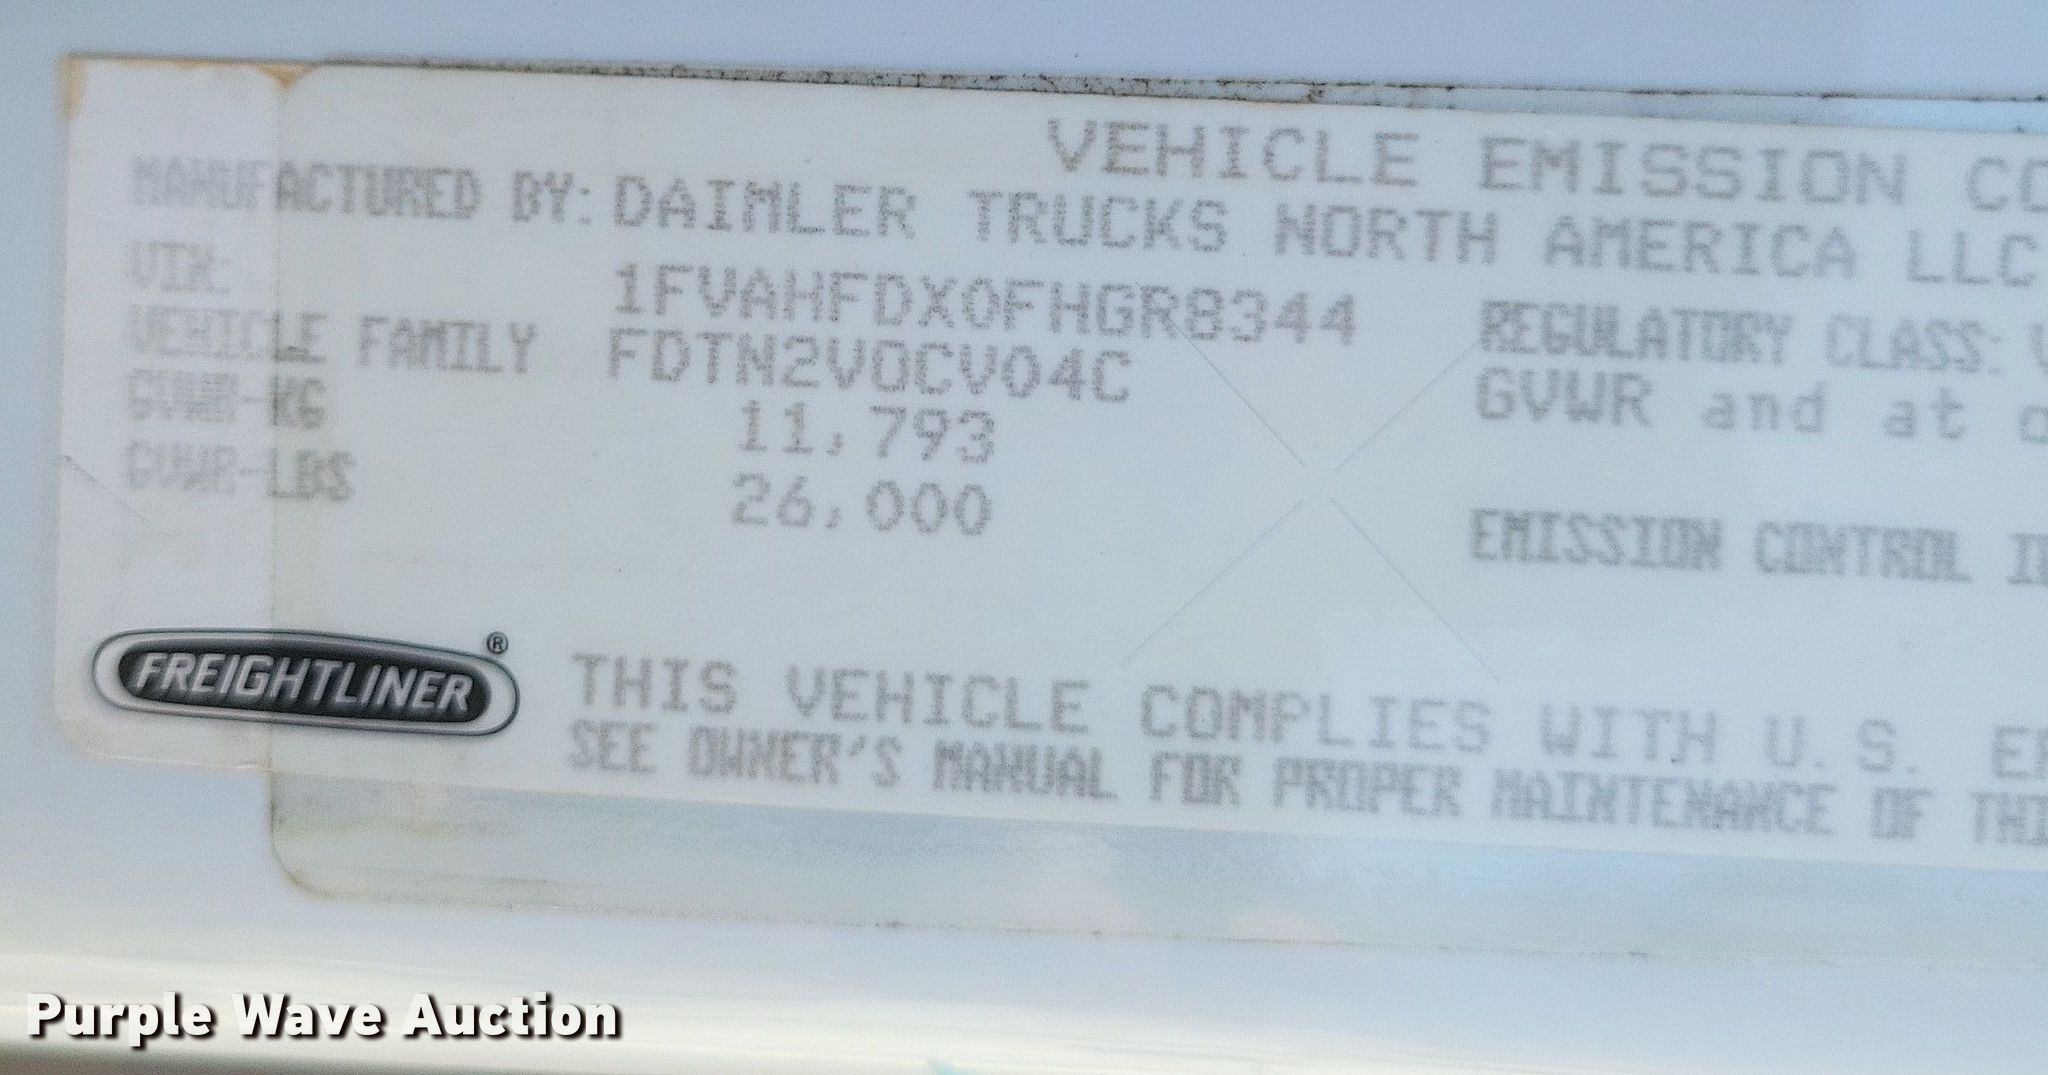 VEHICLE EMISSION CO
MANUFACTURED BY: DAIMLER TRUCKS NORTH AMERICA LLC
VIN: 1FVAHFDX0FHGR8344
VEHICLE FAMILY FDTN2VOCV04C
REGULATORY CLASS: V
GVWR-KG 11,793
GVWR and at o
GVWR-LBS 26,000
EMISSION CONTROL
FREIGHTLINER®
THIS VEHICLE COMPLIES WITH U.S.
SEE OWNER'S MANUAL FOR PROPER MAINTENANCE OF THI
Purple Wave Auction